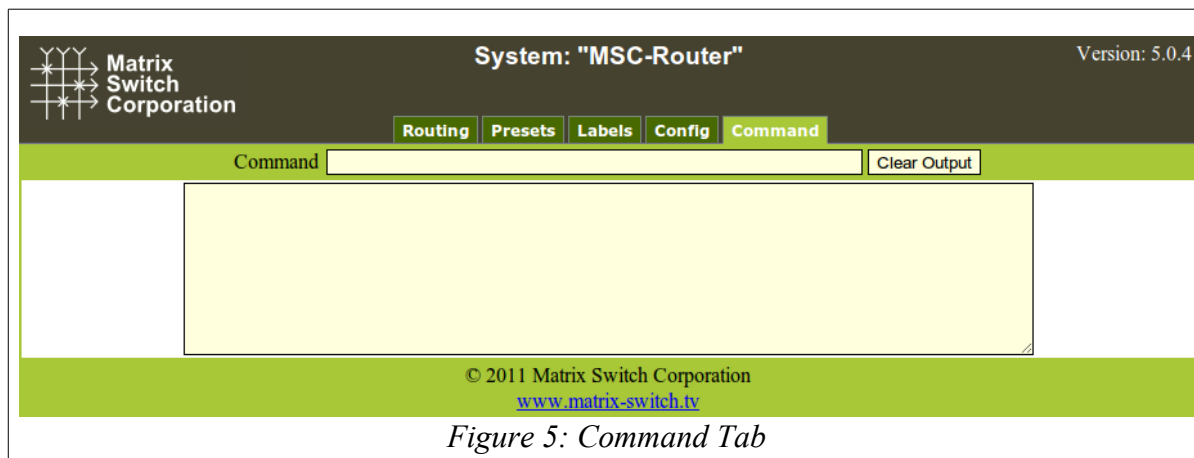 Matrix
Switch
Corporation
System: "MSC-Router"
Version: 5.0.4
Routing Presets Labels Config Command
Command Clear Output
© 2011 Matrix Switch Corporation
www.matrix-switch.tv
Figure 5: Command Tab